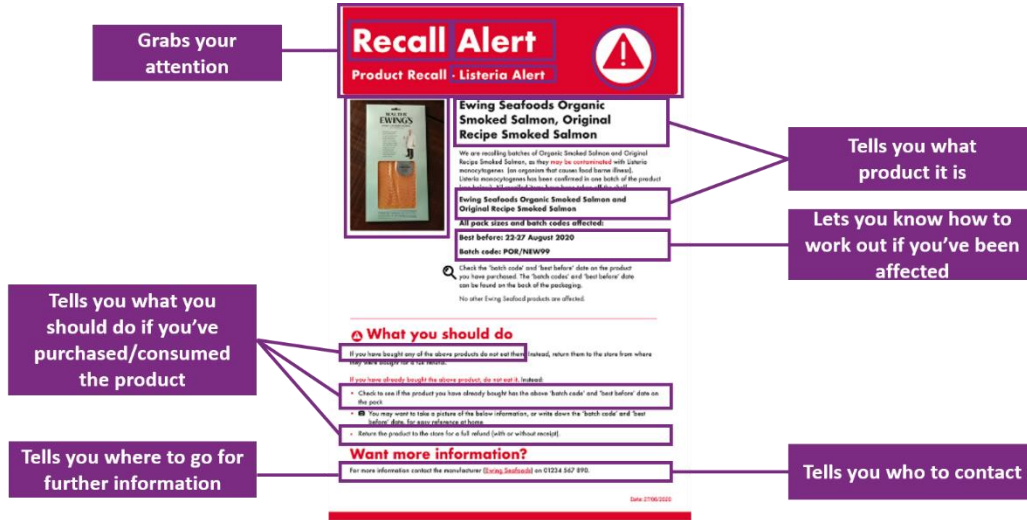 Grabs your
attention
Recall Alert
Product Recall - Listeria Alert
WALTER
EWING'S
Ewing Seafoods Organic
Smoked Salmon, Original
Recipe Smoked Salmon
We are recalling batches of Organic Smoked Salmon and Original
Recipe Smoked Salmon, as they may be contaminated with Listeria
monocytogenes (an organism that causes food borne illness).
Listeria monocytogenes has been confirmed in one batch of the product
(see below). All recalled items have been taken off the shelf.
Ewing Seafoods Organic Smoked Salmon and
Original Recipe Smoked Salmon
All pack sizes and batch codes affected:
Best before: 22-27 August 2020
Batch code: POR/NEW99
Check the 'batch code' and 'best before' date on the product
you have purchased. The 'batch codes' and 'best before' date
can be found on the back of the packaging.
No other Ewing Seafood products are affected.
Tells you what
product it is
Lets you know how to
work out if you've been
affected
Tells you what you
should do if you've
purchased/consumed
the product
What you should do
If you have bought any of the above products do not eat them. Instead, return them to the store from where
they were bought for a full refund.
If you have already bought the above product, do not eat it. Instead:
• Check to see if the product you have already bought has the above 'batch code' and 'best before' date on
the pack
• You may want to take a picture of the below information, or write down the 'batch code' and 'best
before' date, for easy reference at home
• Return the product to the store for a full refund (with or without receipt).
Tells you where to go for
further information
Want more information?
For more information contact the manufacturer (Ewing Seafoods) on 01234 567 890.
Tells you who to contact
Date: 27/08/2020